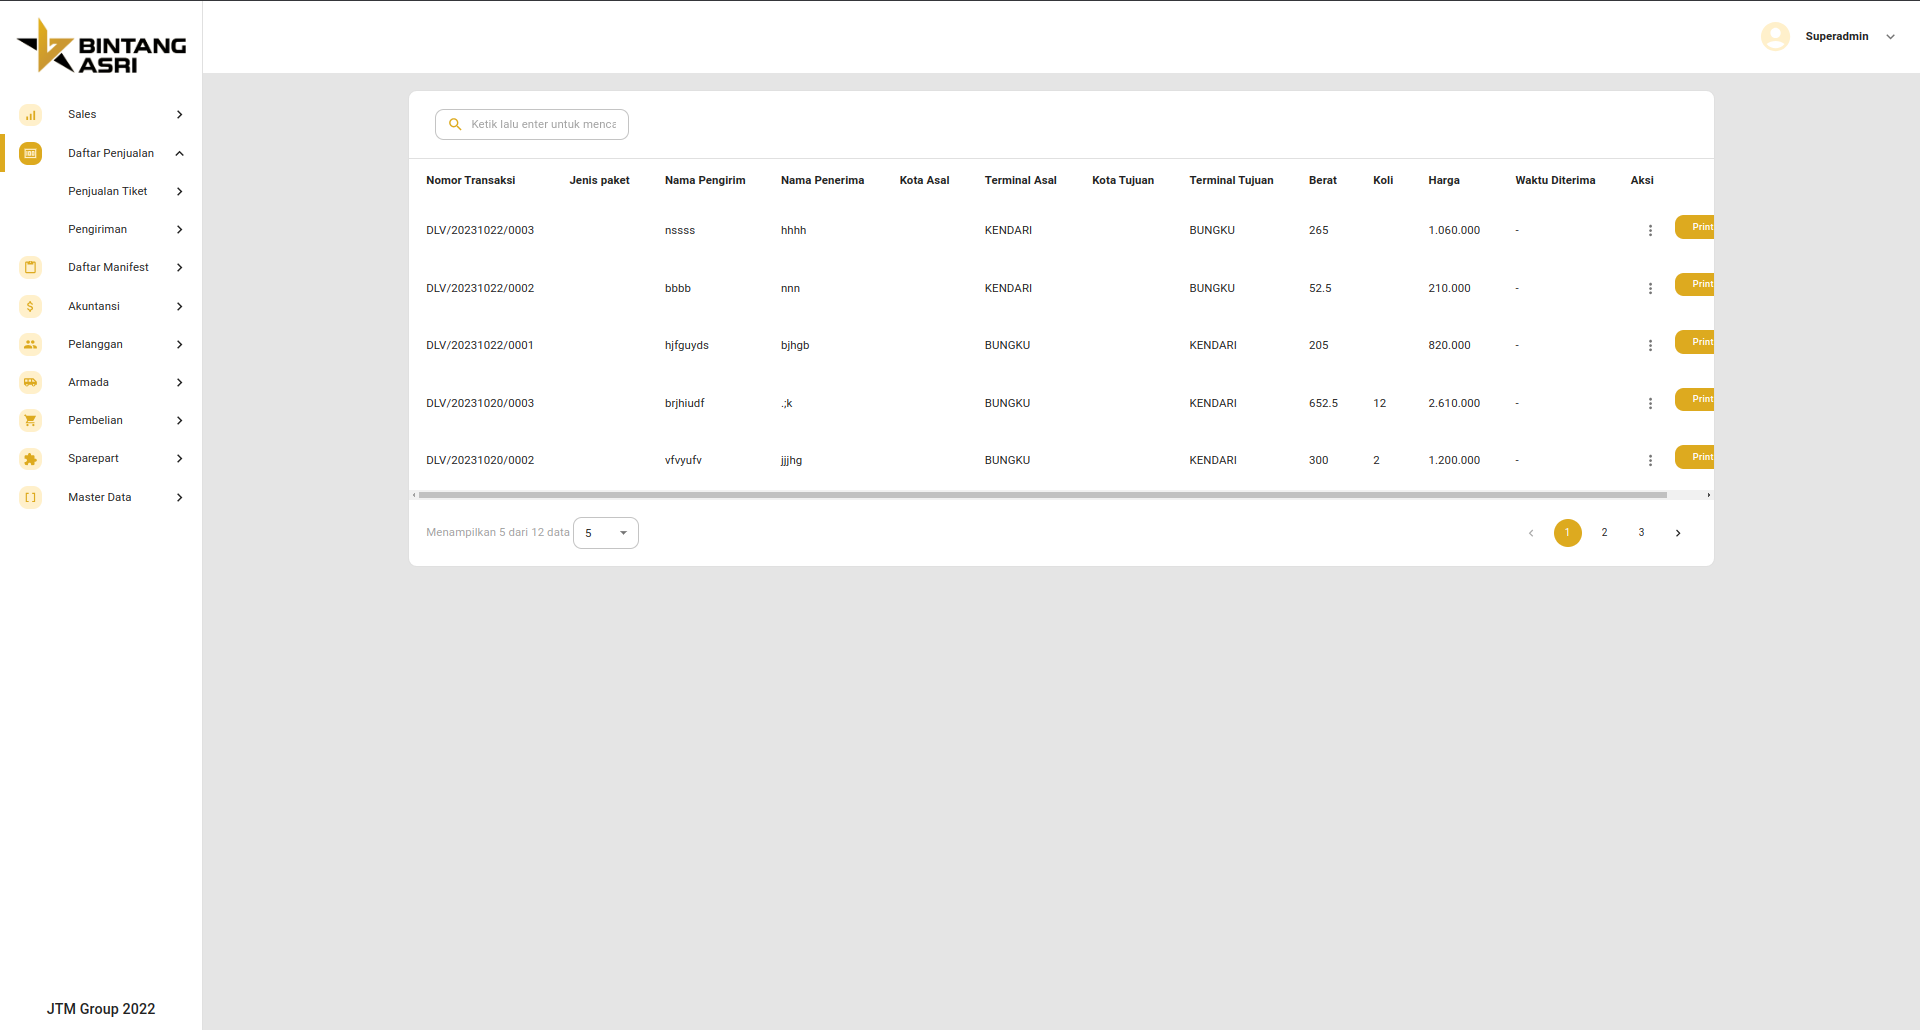 BINTANG
ASRI
Superadmin
Sales
Daftar Penjualan
Penjualan Tiket
Pengiriman
Daftar Manifest
Akuntansi
Pelanggan
Armada
Pembelian
Sparepart
Master Data
JTM Group 2022
Ketik lalu enter untuk menca
Nomor Transaksi Jenis paket Nama Pengirim Nama Penerima Kota Asal Terminal Asal Kota Tujuan Terminal Tujuan Berat Koli Harga Waktu Diterima Aksi
DLV/20231022/0003 nssss hhhh KENDARI BUNGKU 265 1.060.000 - Print
DLV/20231022/0002 bbbb nnn KENDARI BUNGKU 52.5 210.000 - Print
DLV/20231022/0001 hjfguyds bjhgb BUNGKU KENDARI 205 820.000 - Print
DLV/20231020/0003 brjhiudf .;k BUNGKU KENDARI 652.5 12 2.610.000 - Print
DLV/20231020/0002 vfvyufv jjjhg BUNGKU KENDARI 300 2 1.200.000 - Print
Menampilkan 5 dari 12 data 5
1 2 3